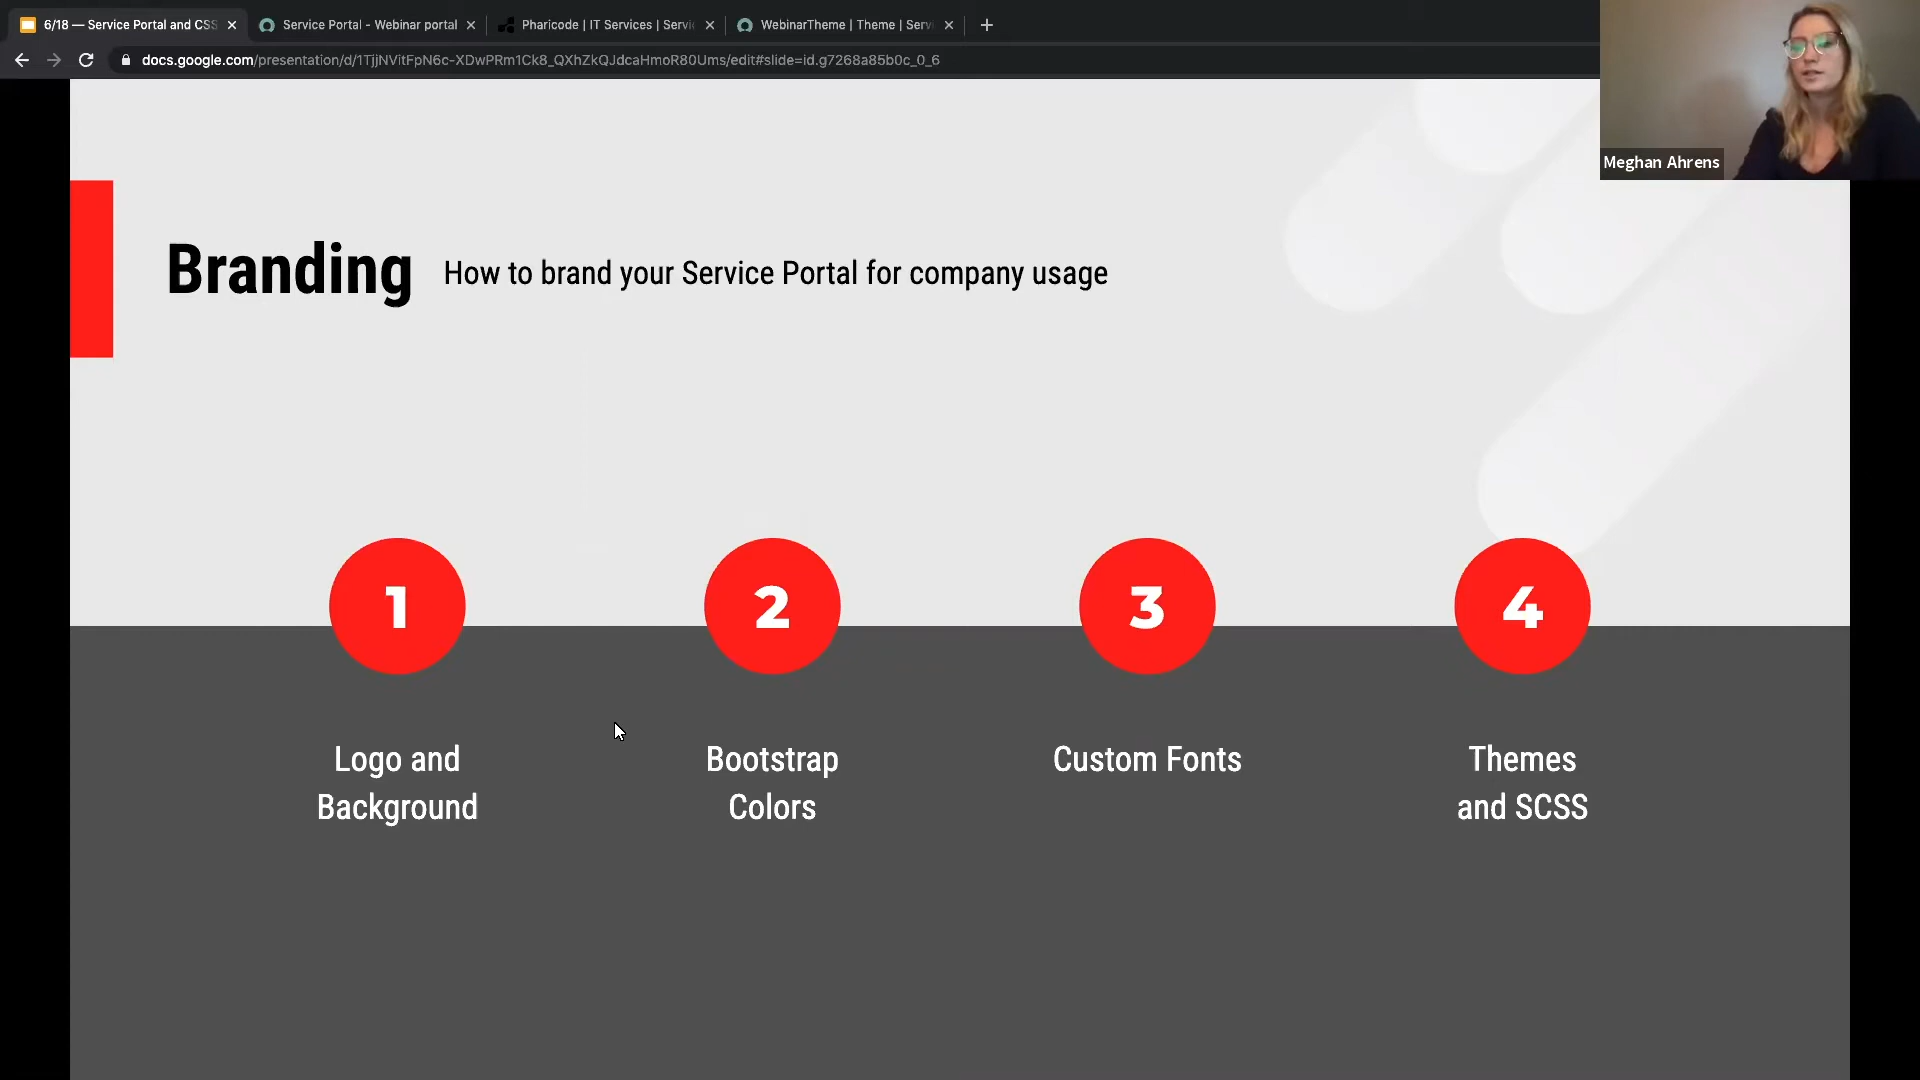 6/18 — Service Portal and CSS
Service Portal - Webinar portal
Pharicode | IT Services | Servi
WebinarTheme | Theme | Servi
docs.google.com/presentation/d/1TjjNVitFpN6c-XDwPRm1Ck8_QXhZkQJdcaHmoR80Ums/edit#slide=id.g7268a85b0c_0_6
Meghan Ahrens
Branding How to brand your Service Portal for company usage
1 2 3 4
Logo and
Background
Bootstrap
Colors
Custom Fonts
Themes
and SCSS